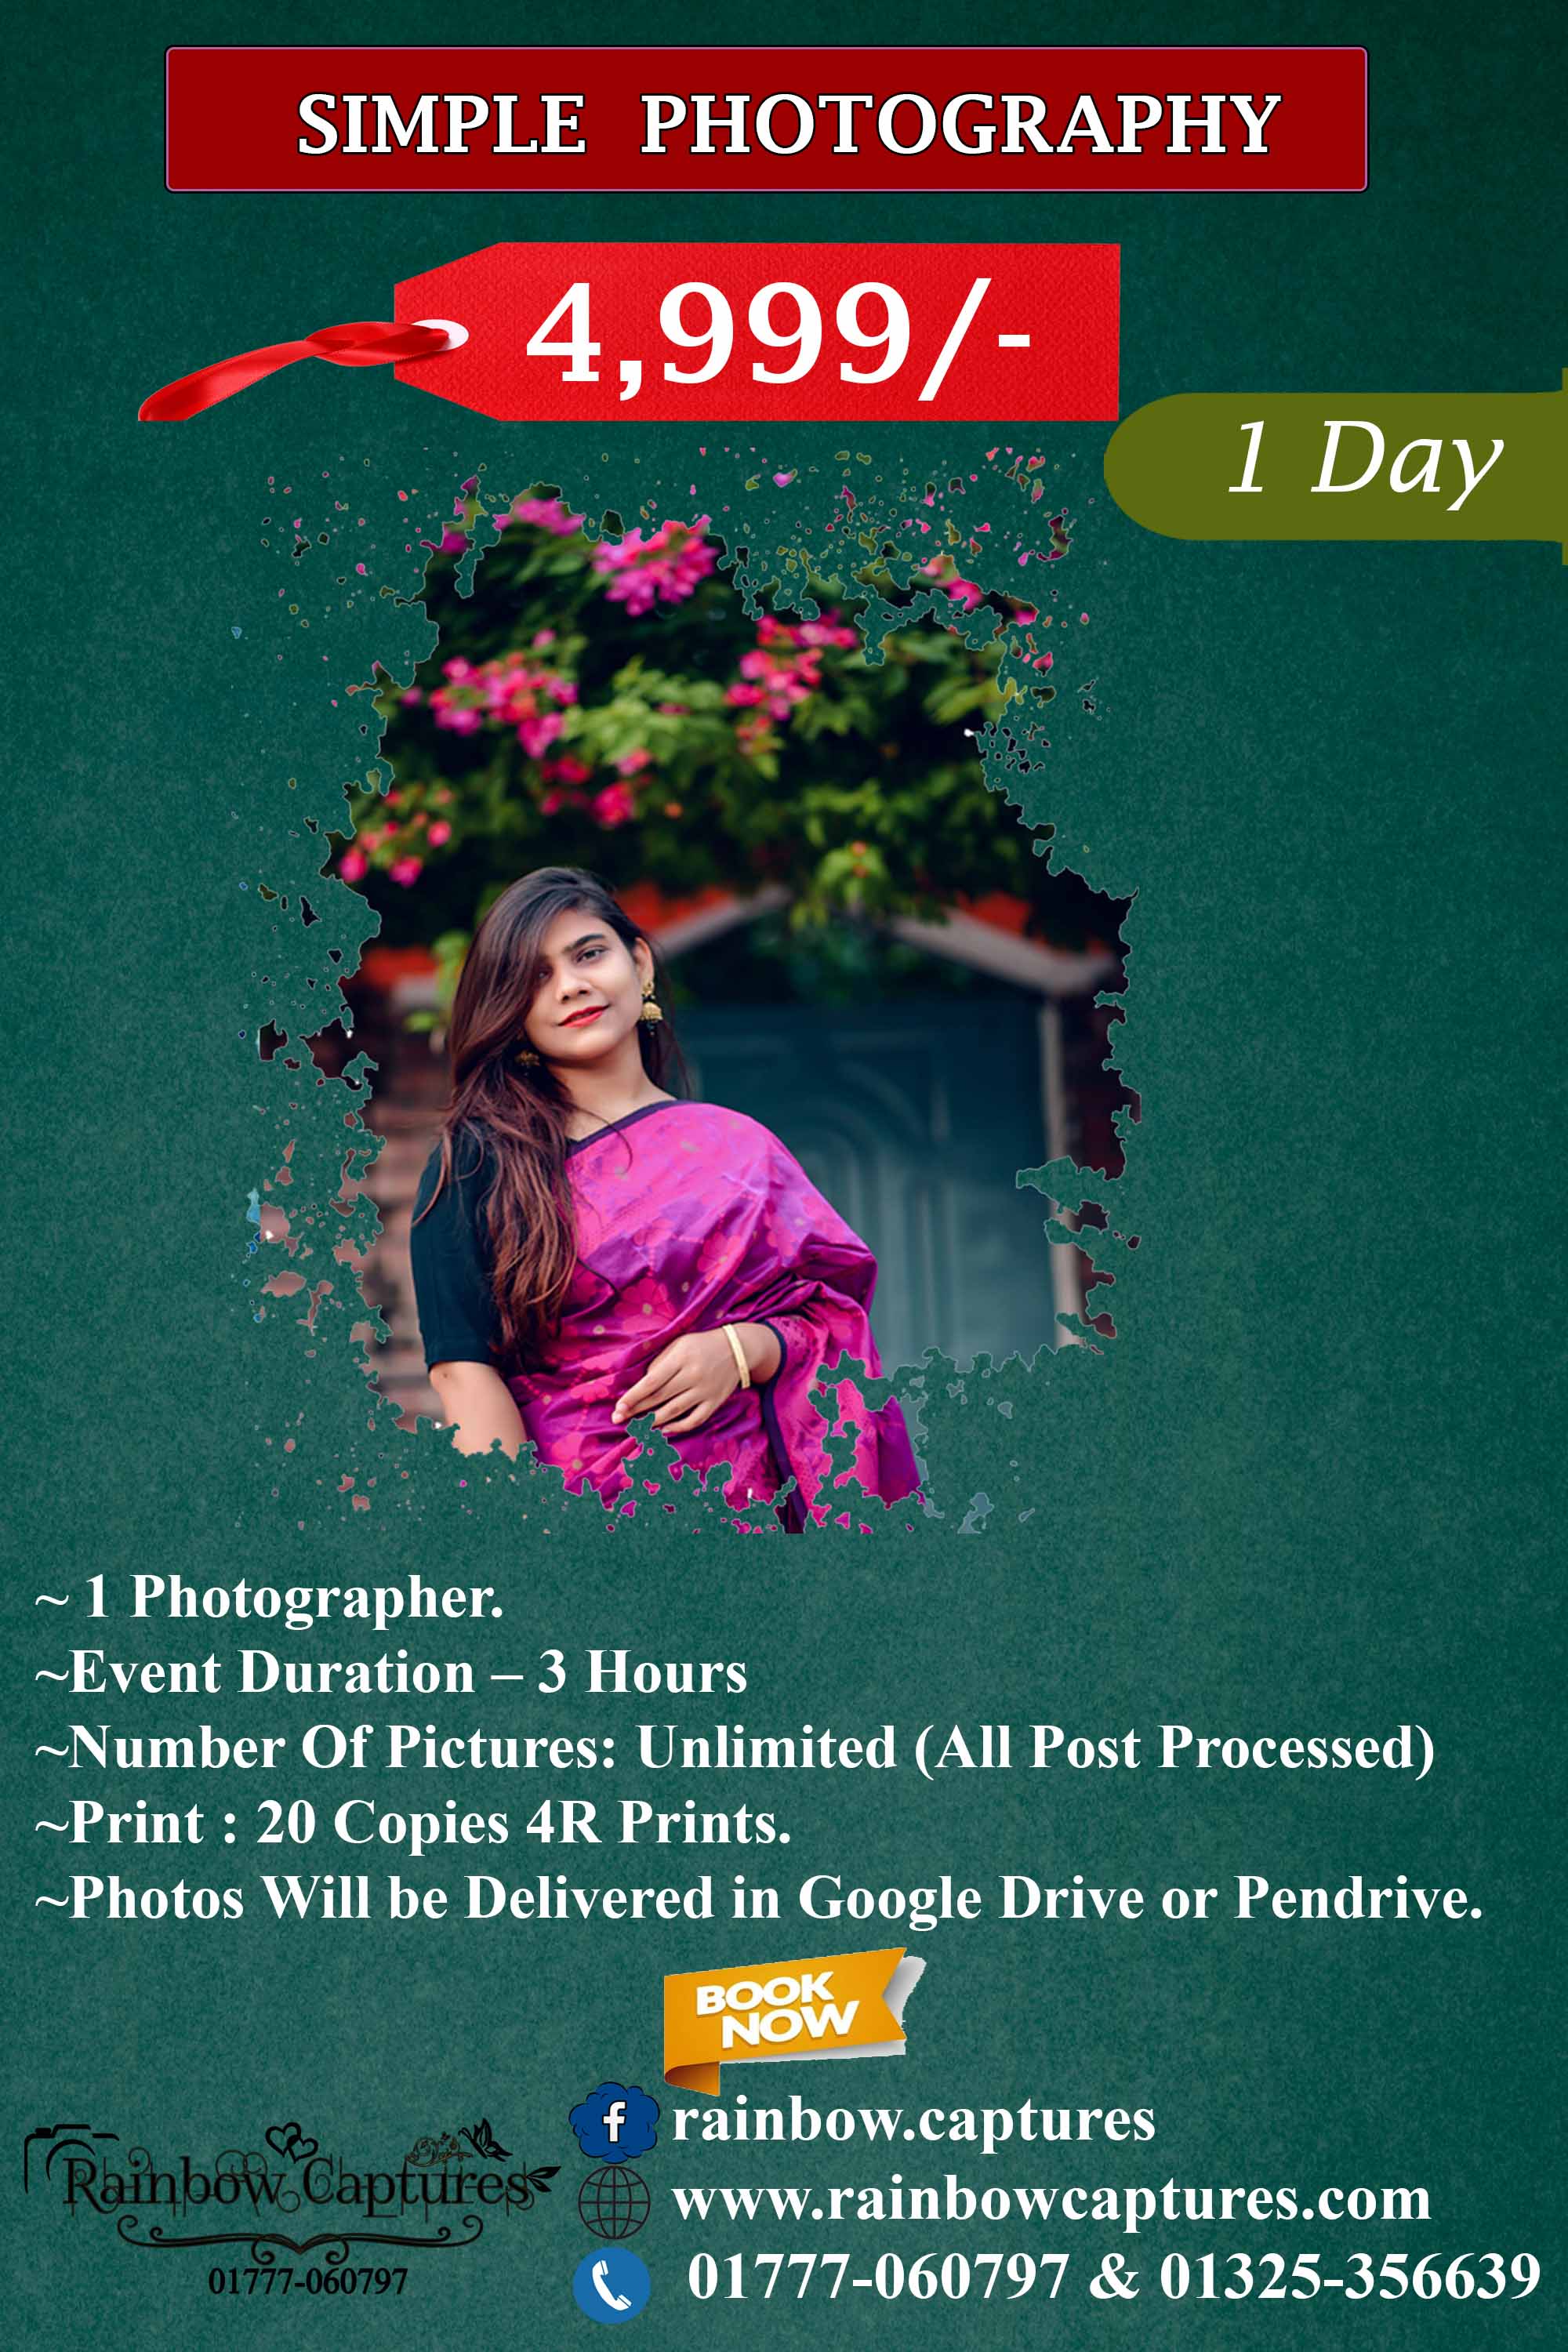 SIMPLE PHOTOGRAPHY
4,999/-
1 Day
~ 1 Photographer.
~Event Duration – 3 Hours
~Number Of Pictures: Unlimited (All Post Processed)
~Print : 20 Copies 4R Prints.
~Photos Will be Delivered in Google Drive or Pendrive.
BOOK
NOW
f rainbow.captures
www.rainbowcaptures.com
01777-060797 & 01325-356639
Rainbow Captures
01777-060797